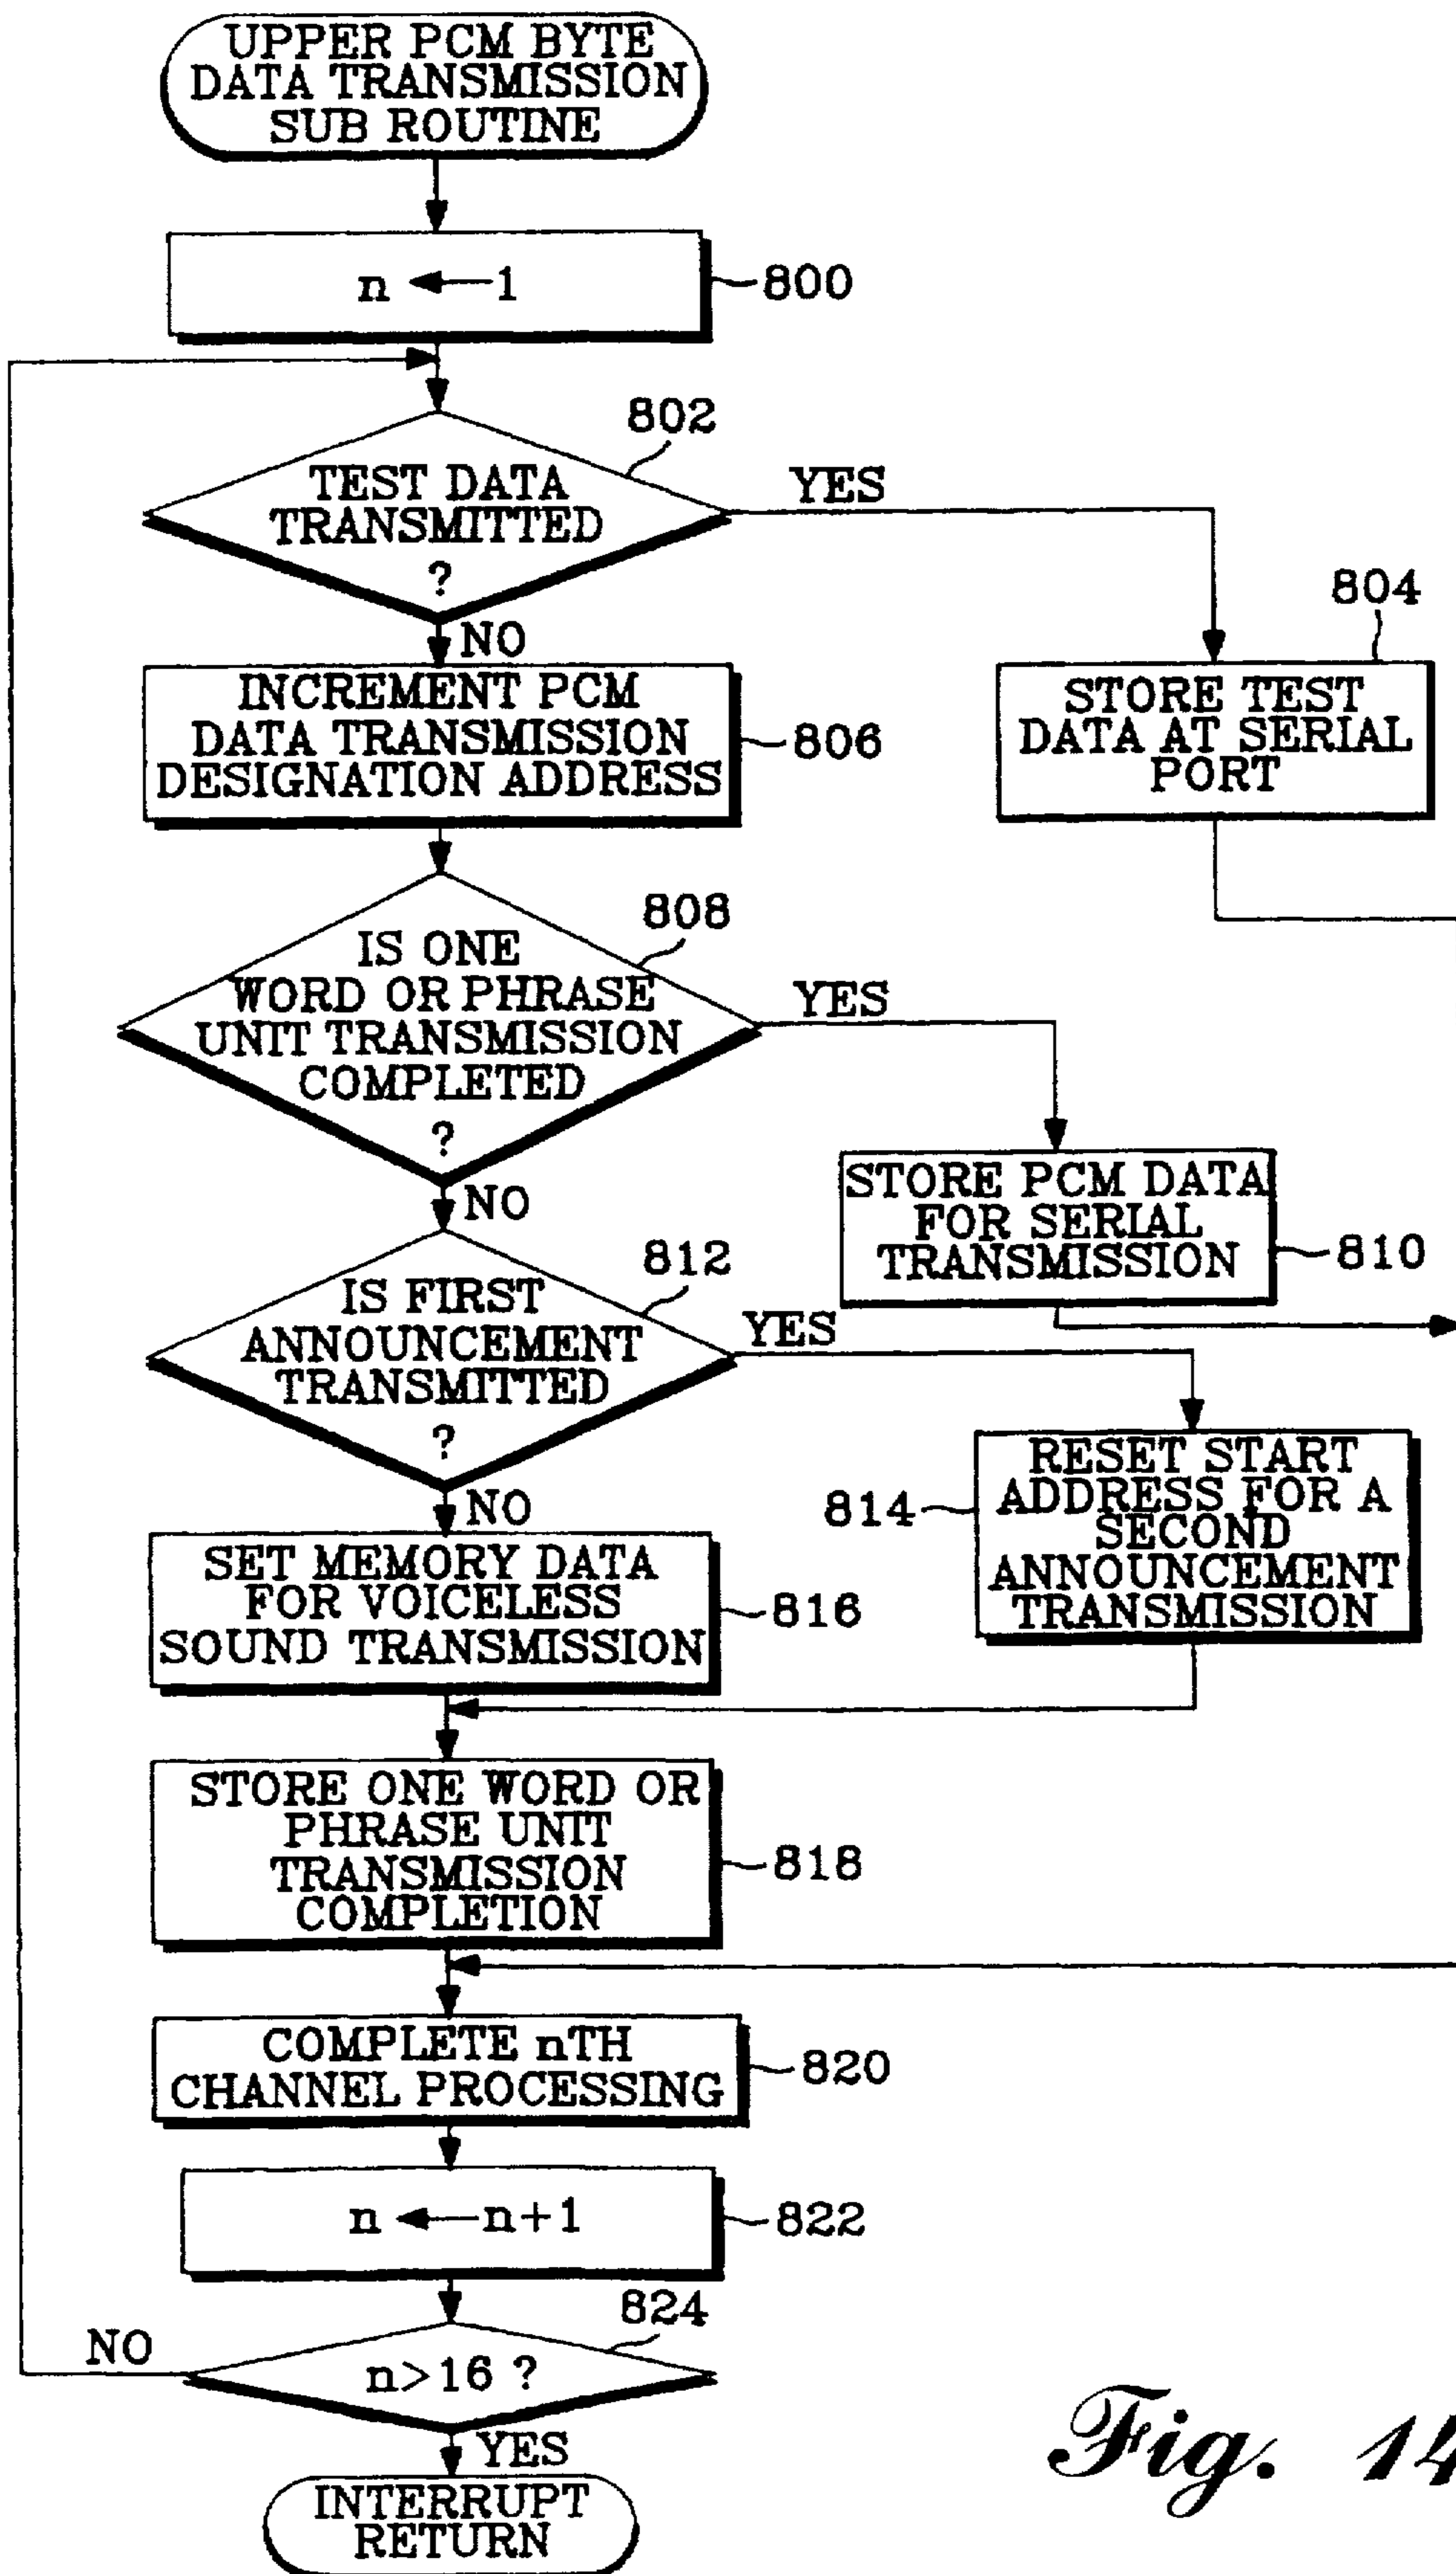 UPPER PCM BYTE
DATA TRANSMISSION
SUB ROUTINE
n ← 1
800
802
TEST DATA
TRANSMITTED
?
YES
NO
804
STORE TEST
DATA AT SERIAL
PORT
INCREMENT PCM
DATA TRANSMISSION
DESIGNATION ADDRESS
806
808
IS ONE
WORD OR PHRASE
UNIT TRANSMISSION
COMPLETED
?
YES
NO
STORE PCM DATA
FOR SERIAL
TRANSMISSION
810
812
IS FIRST
ANNOUNCEMENT
TRANSMITTED
?
YES
NO
814
RESET START
ADDRESS FOR A
SECOND
ANNOUNCEMENT
TRANSMISSION
SET MEMORY DATA
FOR VOICELESS
SOUND TRANSMISSION
816
STORE ONE WORD OR
PHRASE UNIT
TRANSMISSION
COMPLETION
818
COMPLETE nTH
CHANNEL PROCESSING
820
n ← n+1
822
824
NO
n>16 ?
YES
INTERRUPT
RETURN
Fig. 14